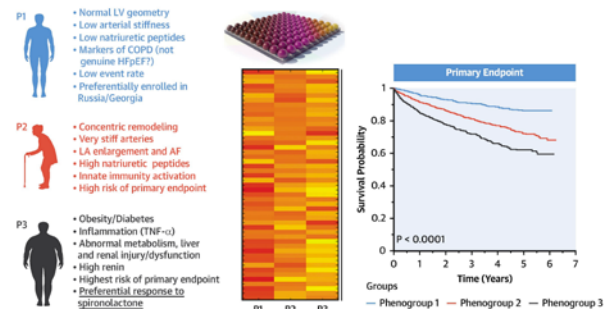 P1
• Normal LV geometry
• Low arterial stiffness
• Low natriuretic peptides
• Markers of COPD (not
genuine HFpEF?)
• Low event rate
• Preferentially enrolled in
Russia/Georgia
P2
• Concentric remodeling
• Very stiff arteries
• LA enlargement and AF
• High natriuretic peptides
• Innate immunity activation
• High risk of primary endpoint
P3
• Obesity/Diabetes
• Inflammation (TNF-α)
• Abnormal metabolism, liver
and renal injury/dysfunction
• High renin
• Highest risk of primary endpoint
• Preferential response to
spironolactone
P1 P2 P3
Primary Endpoint
Survival Probability
1
0.8
0.6
0.4
0.2
0
P < 0.0001
0 1 2 3 4 5 6 7
Time (Years)
Groups
Phenogroup 1 Phenogroup 2 Phenogroup 3